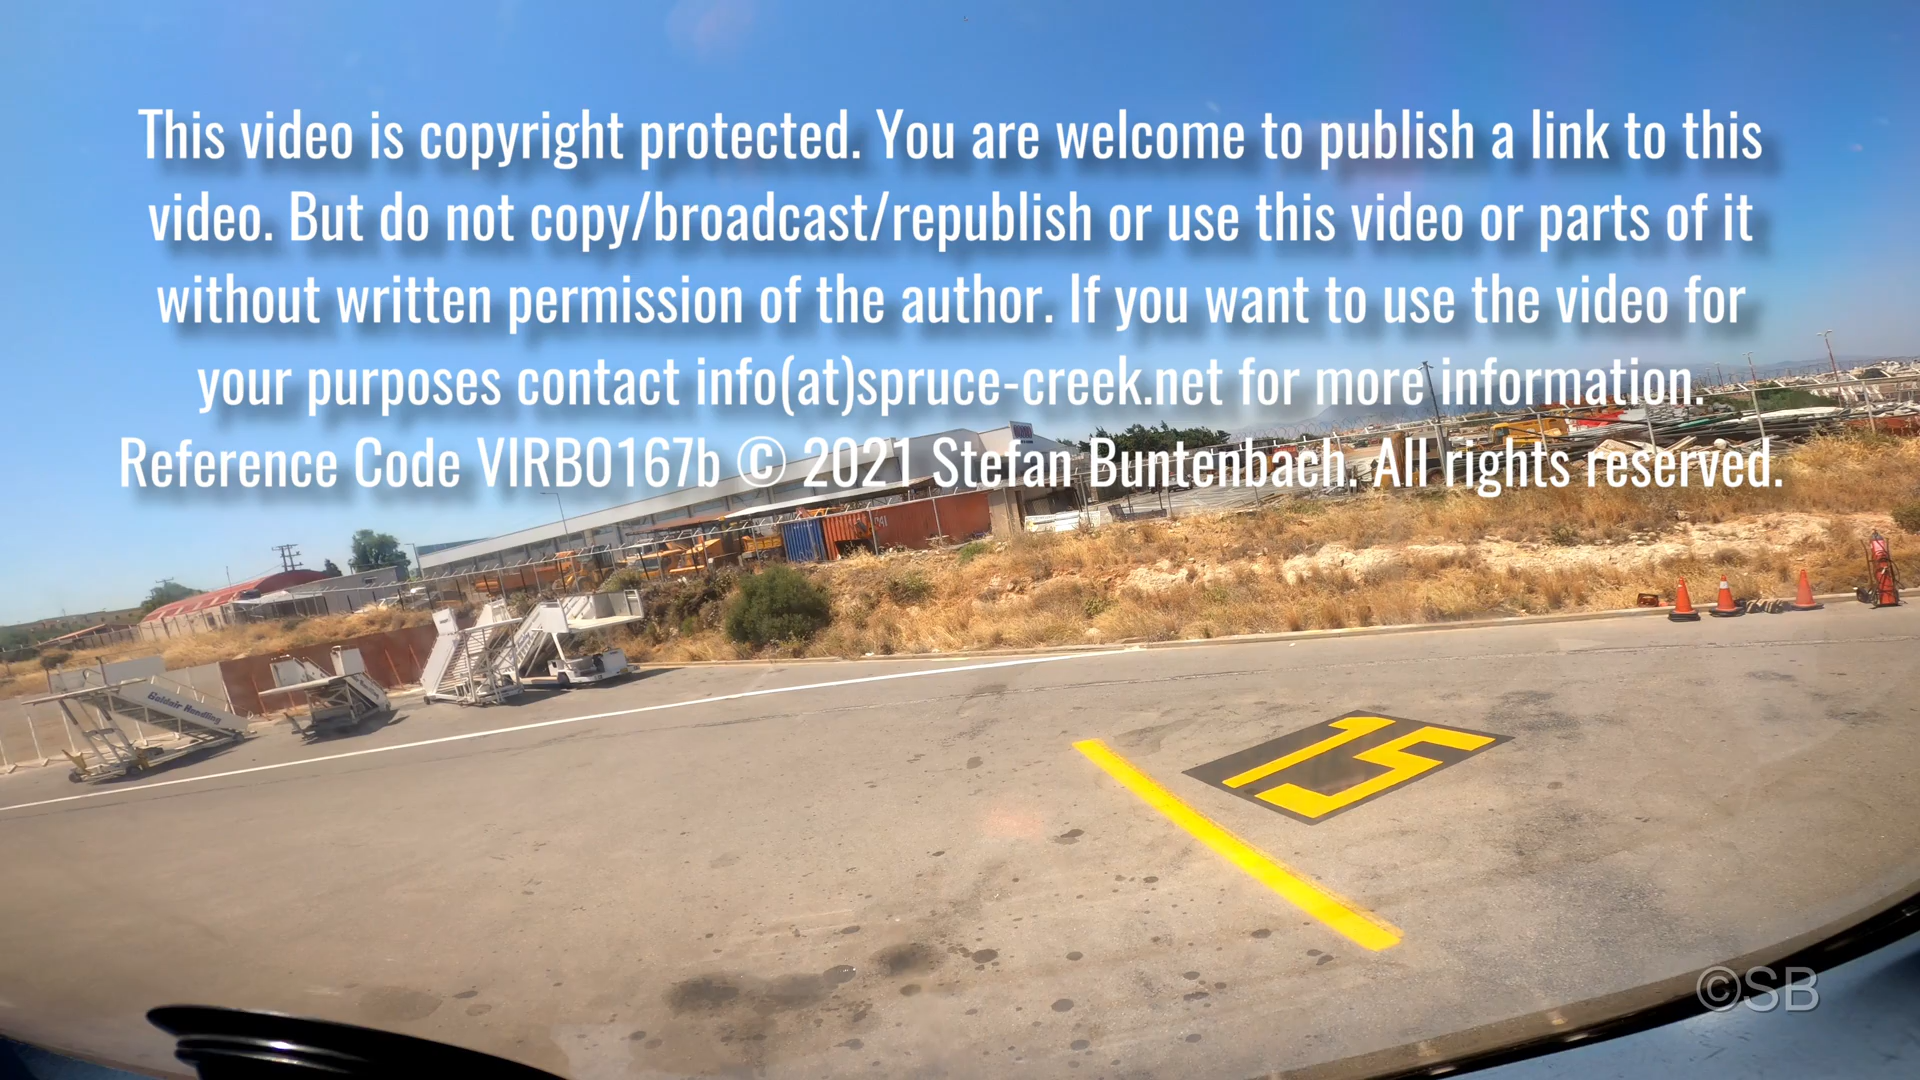 This video is copyright protected. You are welcome to publish a link to this
video. But do not copy/broadcast/republish or use this video or parts of it
without written permission of the author. If you want to use the video for
your purposes contact info(at)spruce-creek.net for more information.
Reference Code VIRB0167b © 2021 Stefan Buntenbach. All rights reserved.
Goldair Handling
15
©SB